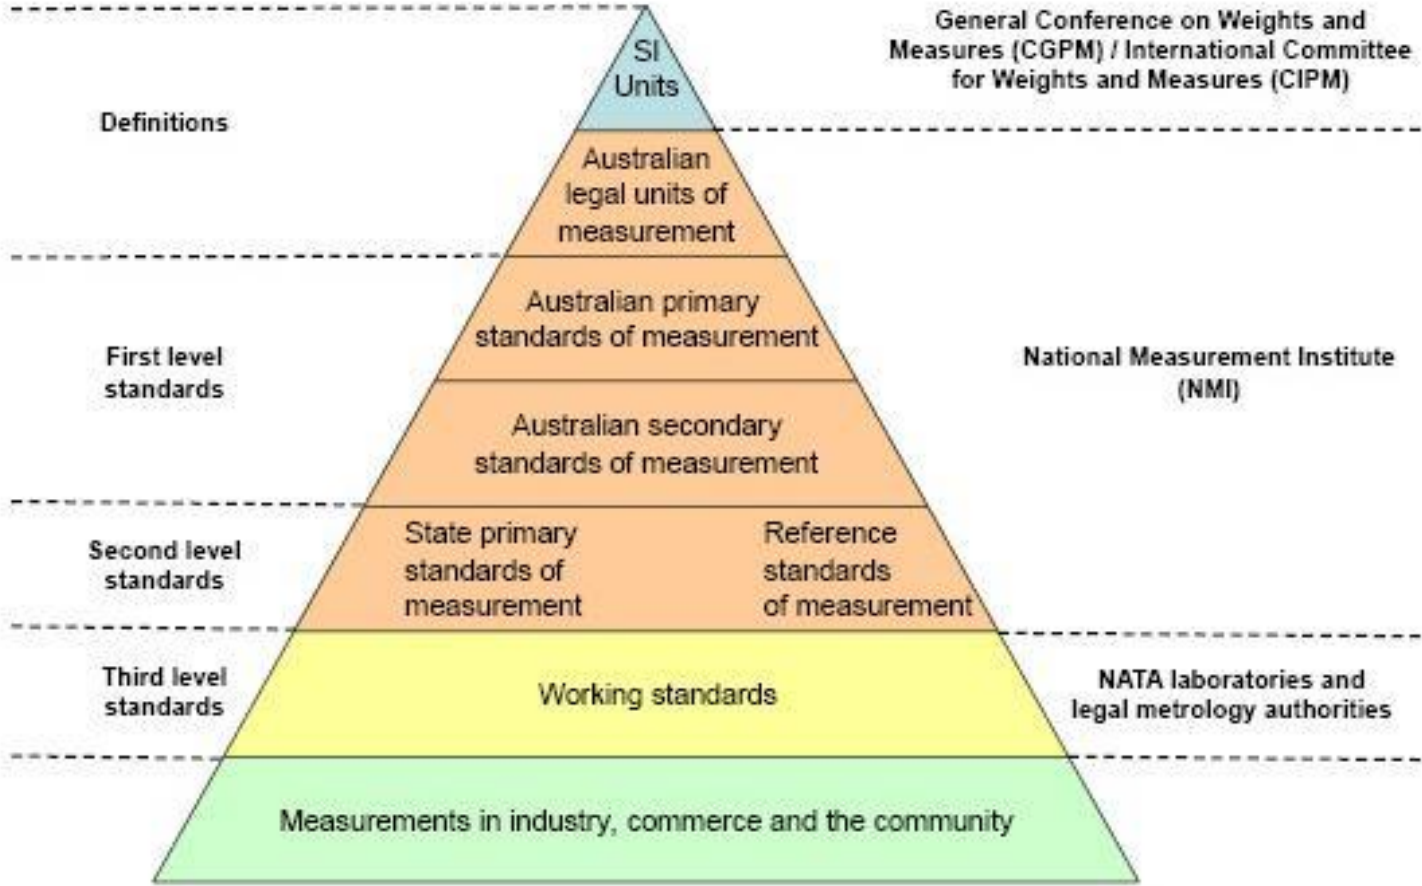 General Conference on Weights and
Measures (CGPM) / International Committee
for Weights and Measures (CIPM)
SI
Units
Definitions
Australian
legal units of
measurement
Australian primary
standards of measurement
First level
standards
National Measurement Institute
(NMI)
Australian secondary
standards of measurement
Second level
standards
State primary
standards of
measurement
Reference
standards
of measurement
Third level
standards
Working standards
NATA laboratories and
legal metrology authorities
Measurements in industry, commerce and the community